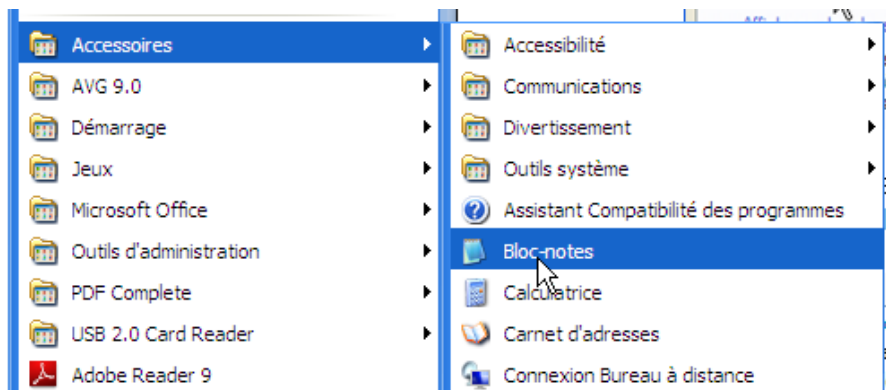 Accessoires
AVG 9.0
Démarrage
Jeux
Microsoft Office
Outils d'administration
PDF Complete
USB 2.0 Card Reader
Adobe Reader 9
Accessibilité
Communications
Divertissement
Outils système
Assistant Compatibilité des programmes
Bloc-notes
Calculatrice
Carnet d'adresses
Connexion Bureau à distance